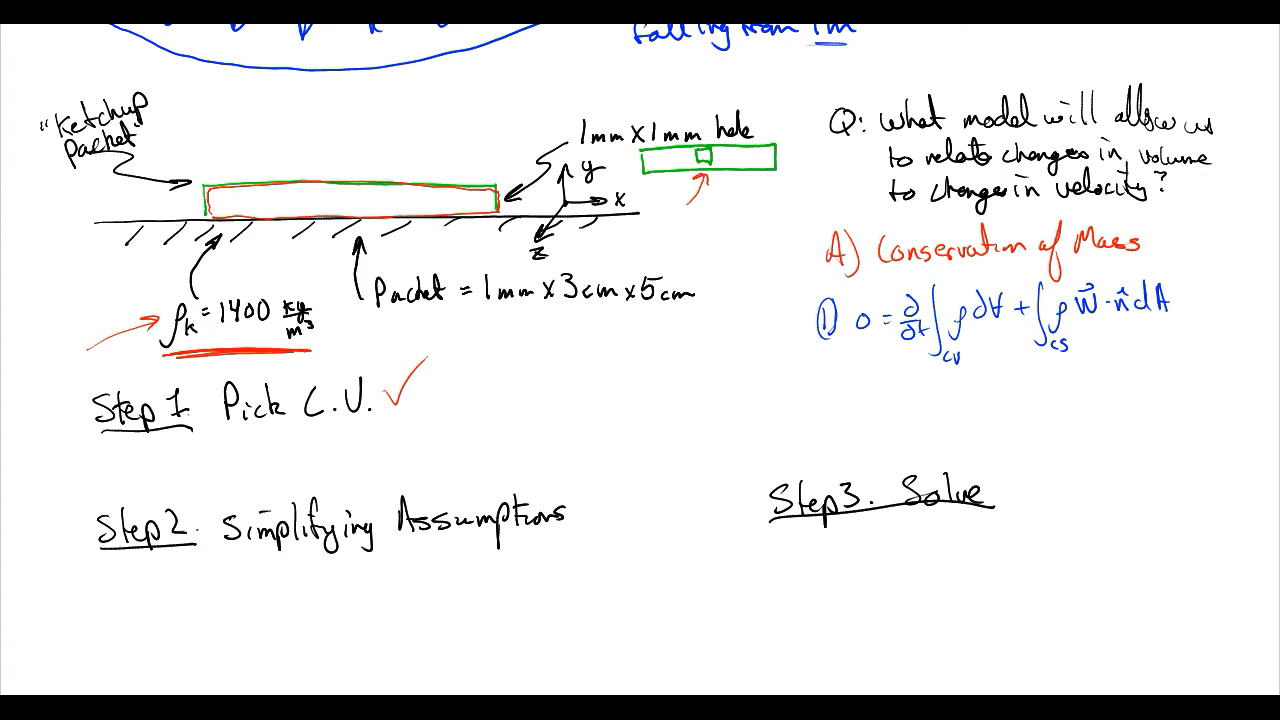 falling from 1m
"Ketchup
Packet"
1mm X 1mm hole
y
x
z
Packet = 1mm x 3cm x 5cm
ρk = 1400 kg/m³
Q: What model will allow us
to relate changes in volume
to changes in velocity?
A) Conservation of Mass
① 0 = ∂/∂t ∫cv ρ dV + ∫cs ρ W⃗ · n̂ dA
Step 1. Pick C.V. ✓
Step 2. Simplifying Assumptions
Step 3. Solve